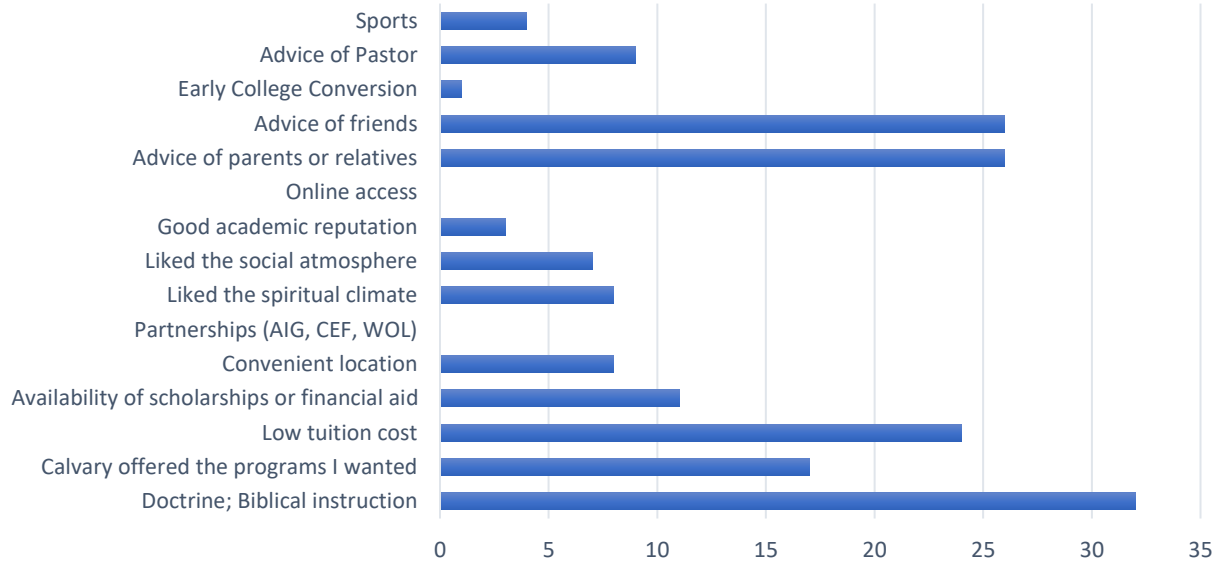 Sports
Advice of Pastor
Early College Conversion
Advice of friends
Advice of parents or relatives
Online access
Good academic reputation
Liked the social atmosphere
Liked the spiritual climate
Partnerships (AIG, CEF, WOL)
Convenient location
Availability of scholarships or financial aid
Low tuition cost
Calvary offered the programs I wanted
Doctrine; Biblical instruction
0 5 10 15 20 25 30 35